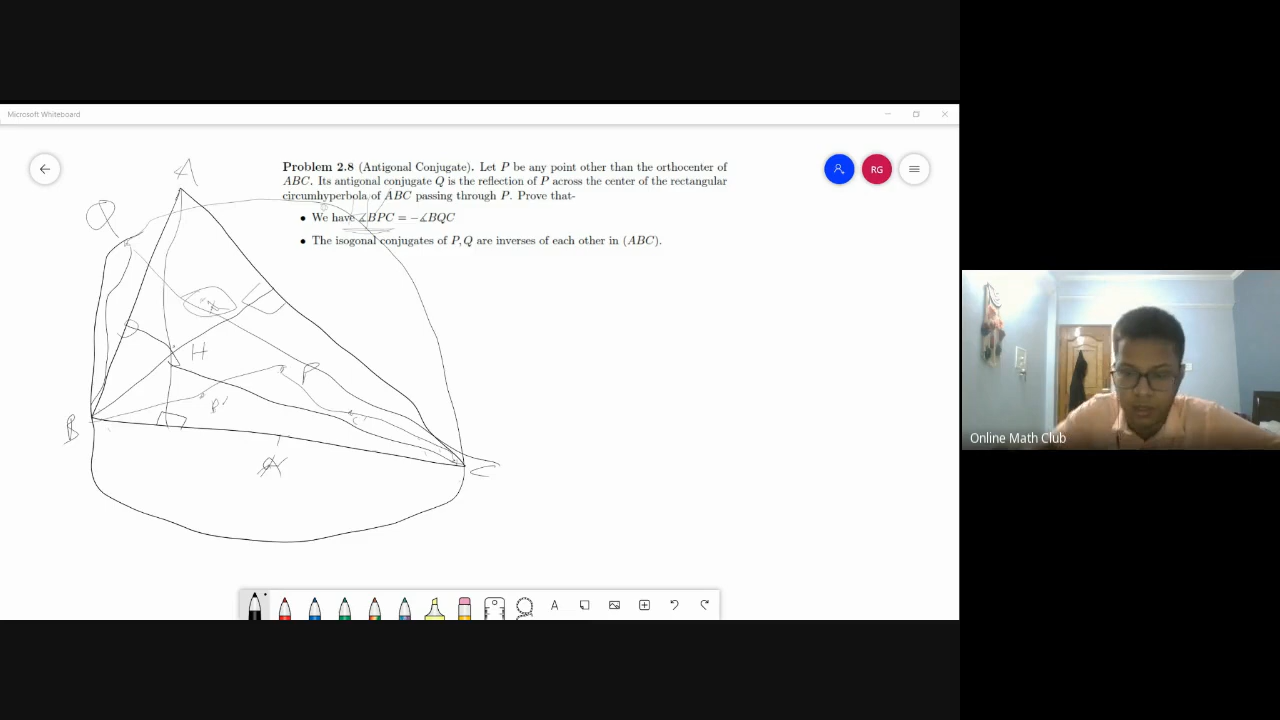 Microsoft Whiteboard
Problem 2.8 (Antigonal Conjugate). Let P be any point other than the orthocenter of
ABC. Its antigonal conjugate Q is the reflection of P across the center of the rectangular
circumhyperbola of ABC passing through P. Prove that-
• We have ∡BPC = −∡BQC
• The isogonal conjugates of P, Q are inverses of each other in (ABC).
RG
A
Q
H
P
P'
B
C'
C
Online Math Club
A